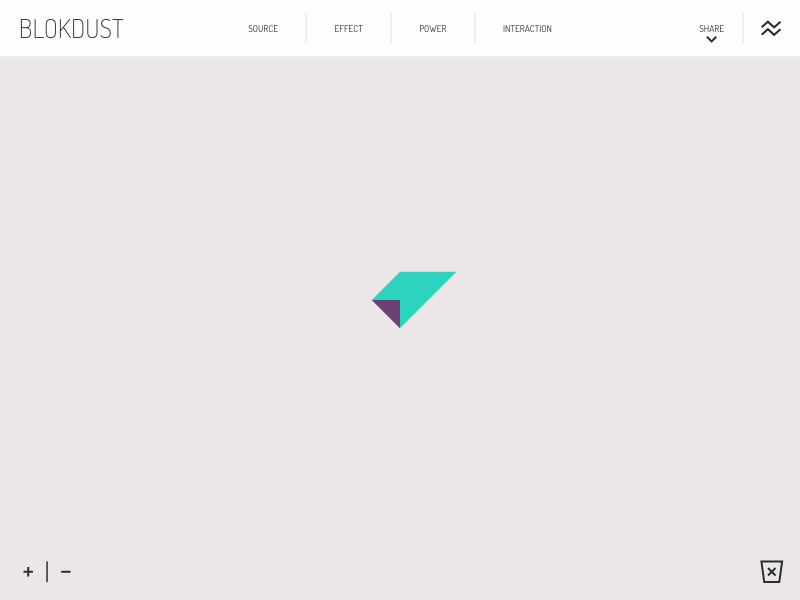 BLOKDUST
SOURCE
EFFECT
POWER
INTERACTION
SHARE
+ | −